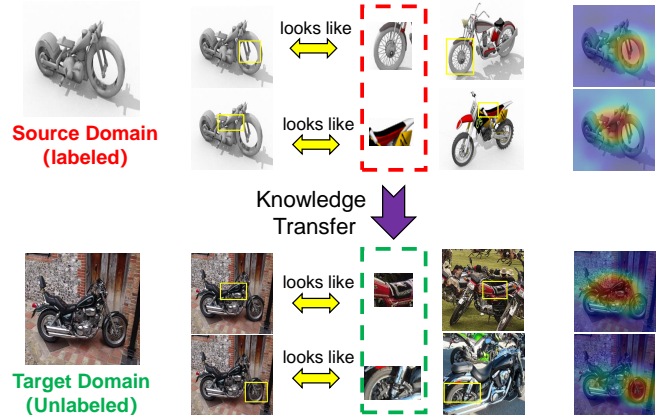 looks like
looks like
Source Domain
(labeled)
Knowledge
Transfer
looks like
looks like
Target Domain
(Unlabeled)